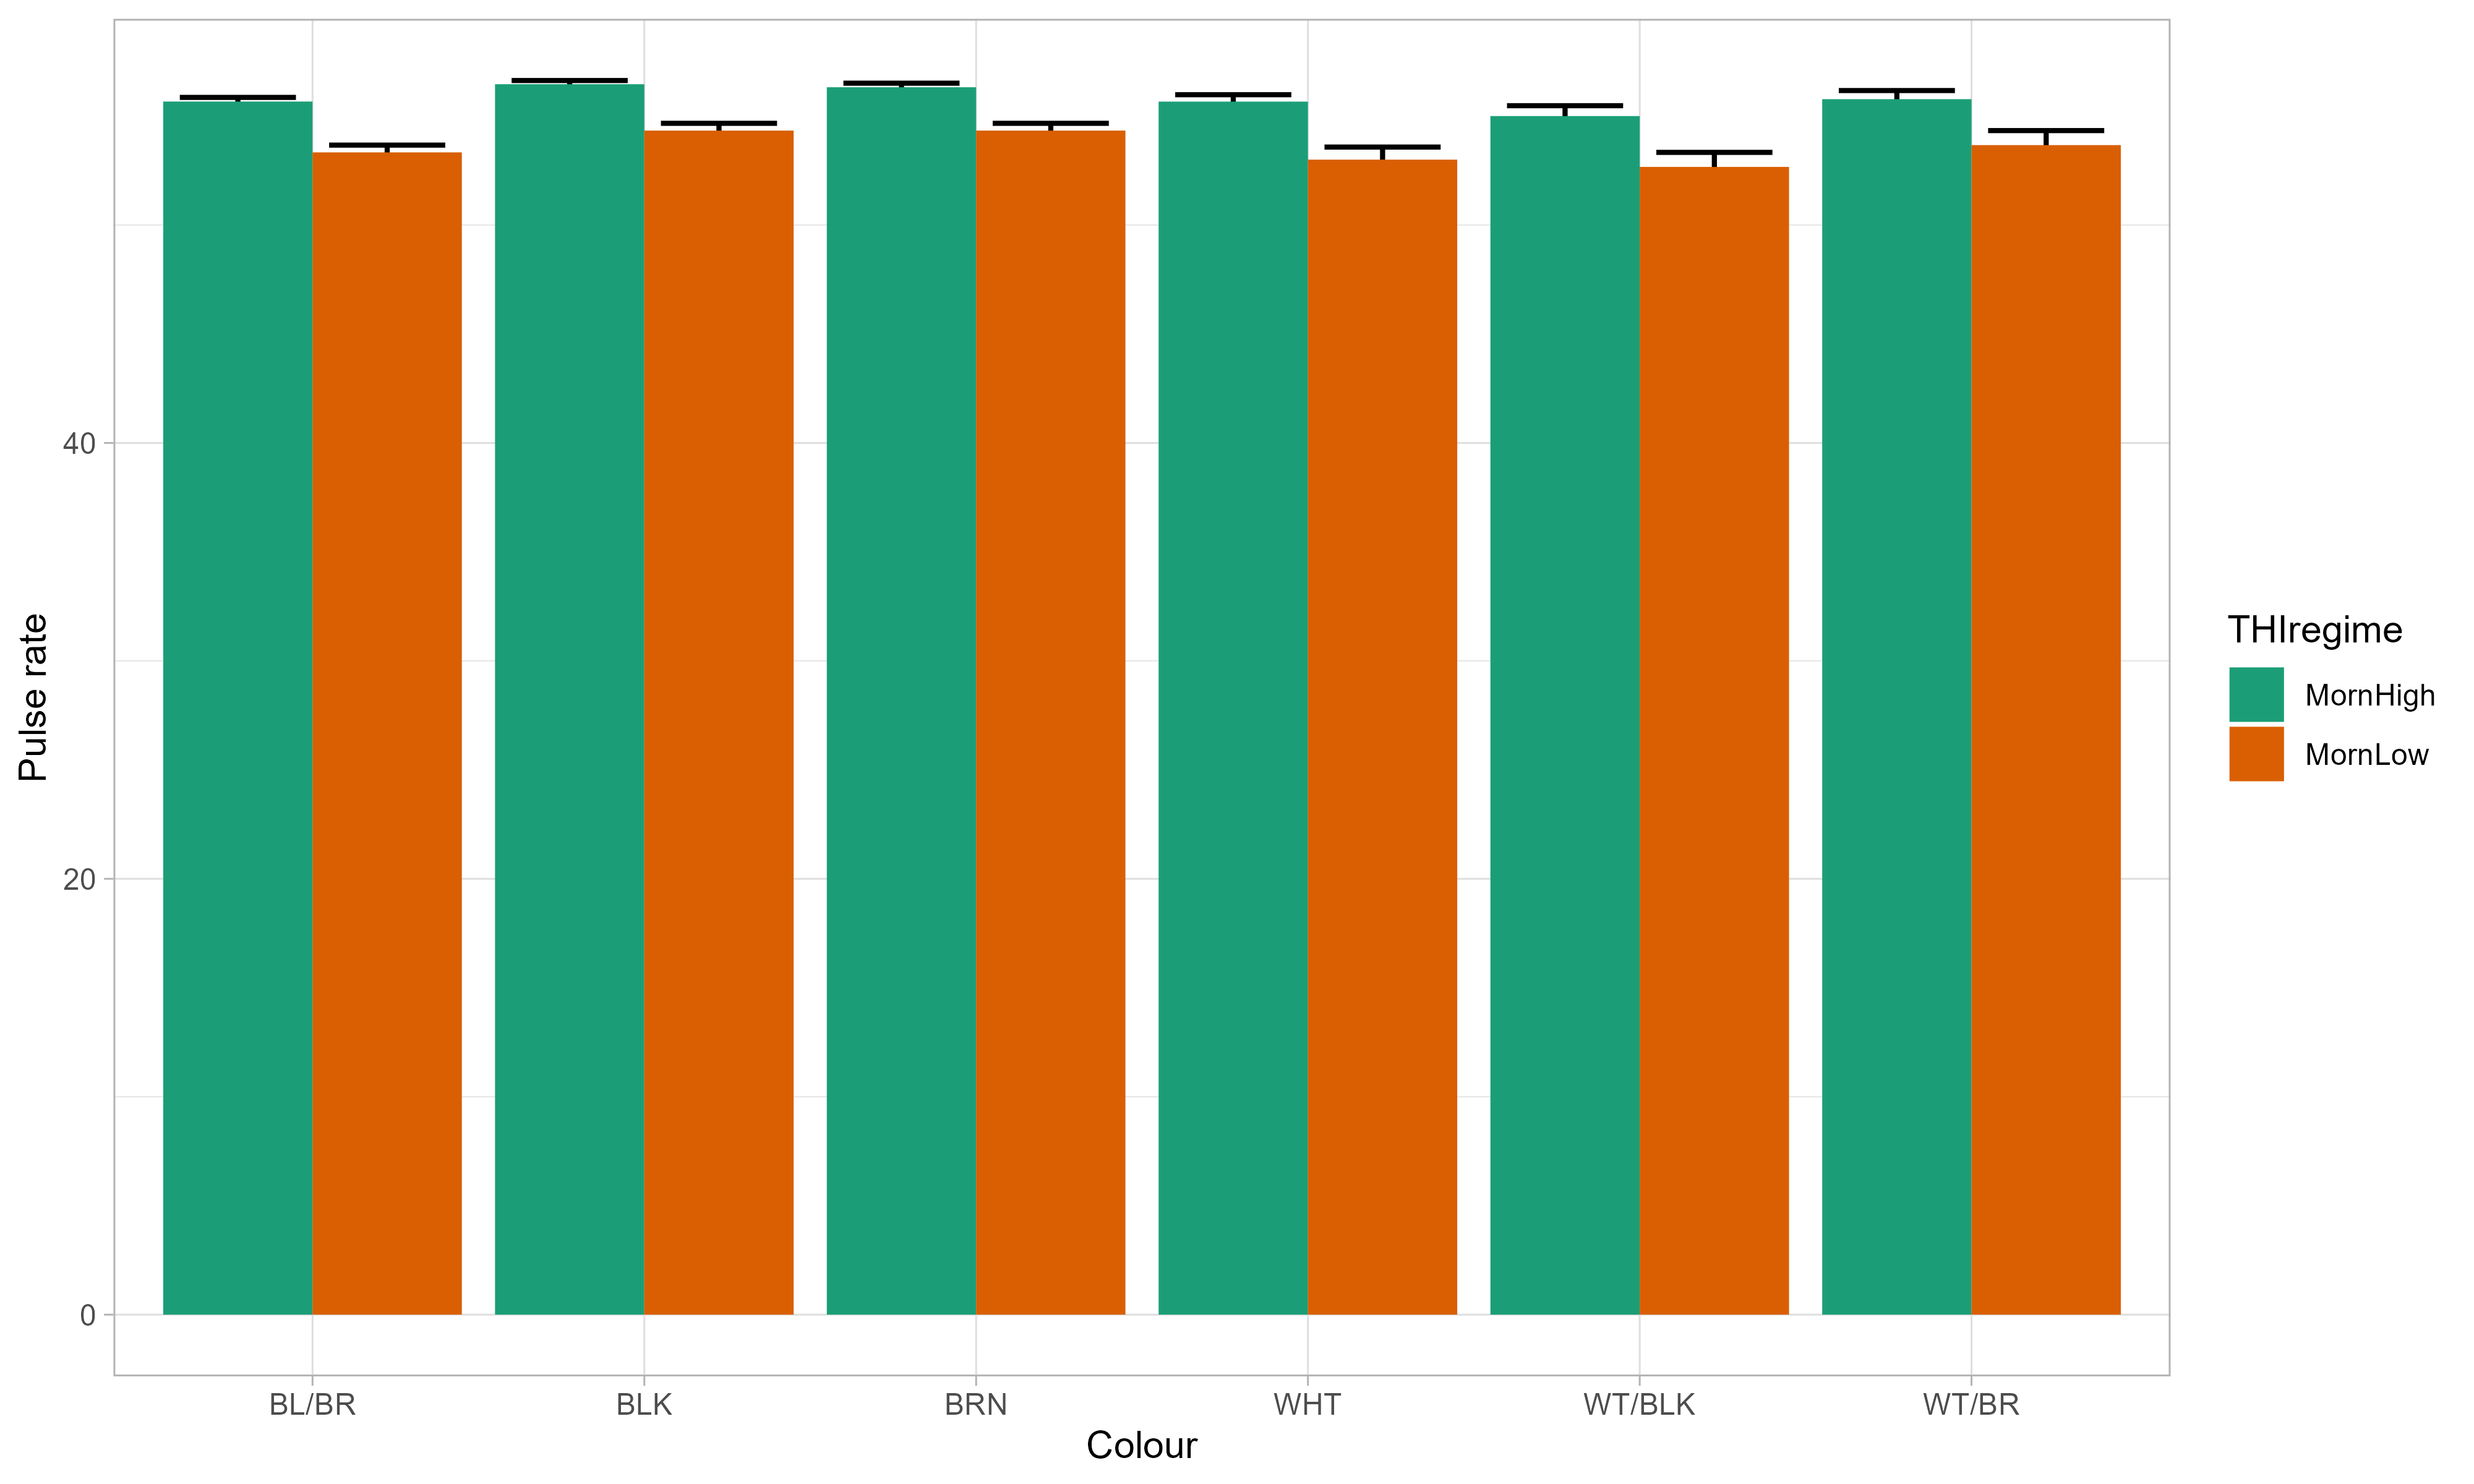 Pulse rate
40
20
0
BL/BR BLK BRN WHT WT/BLK WT/BR
Colour
THIregime
MornHigh
MornLow